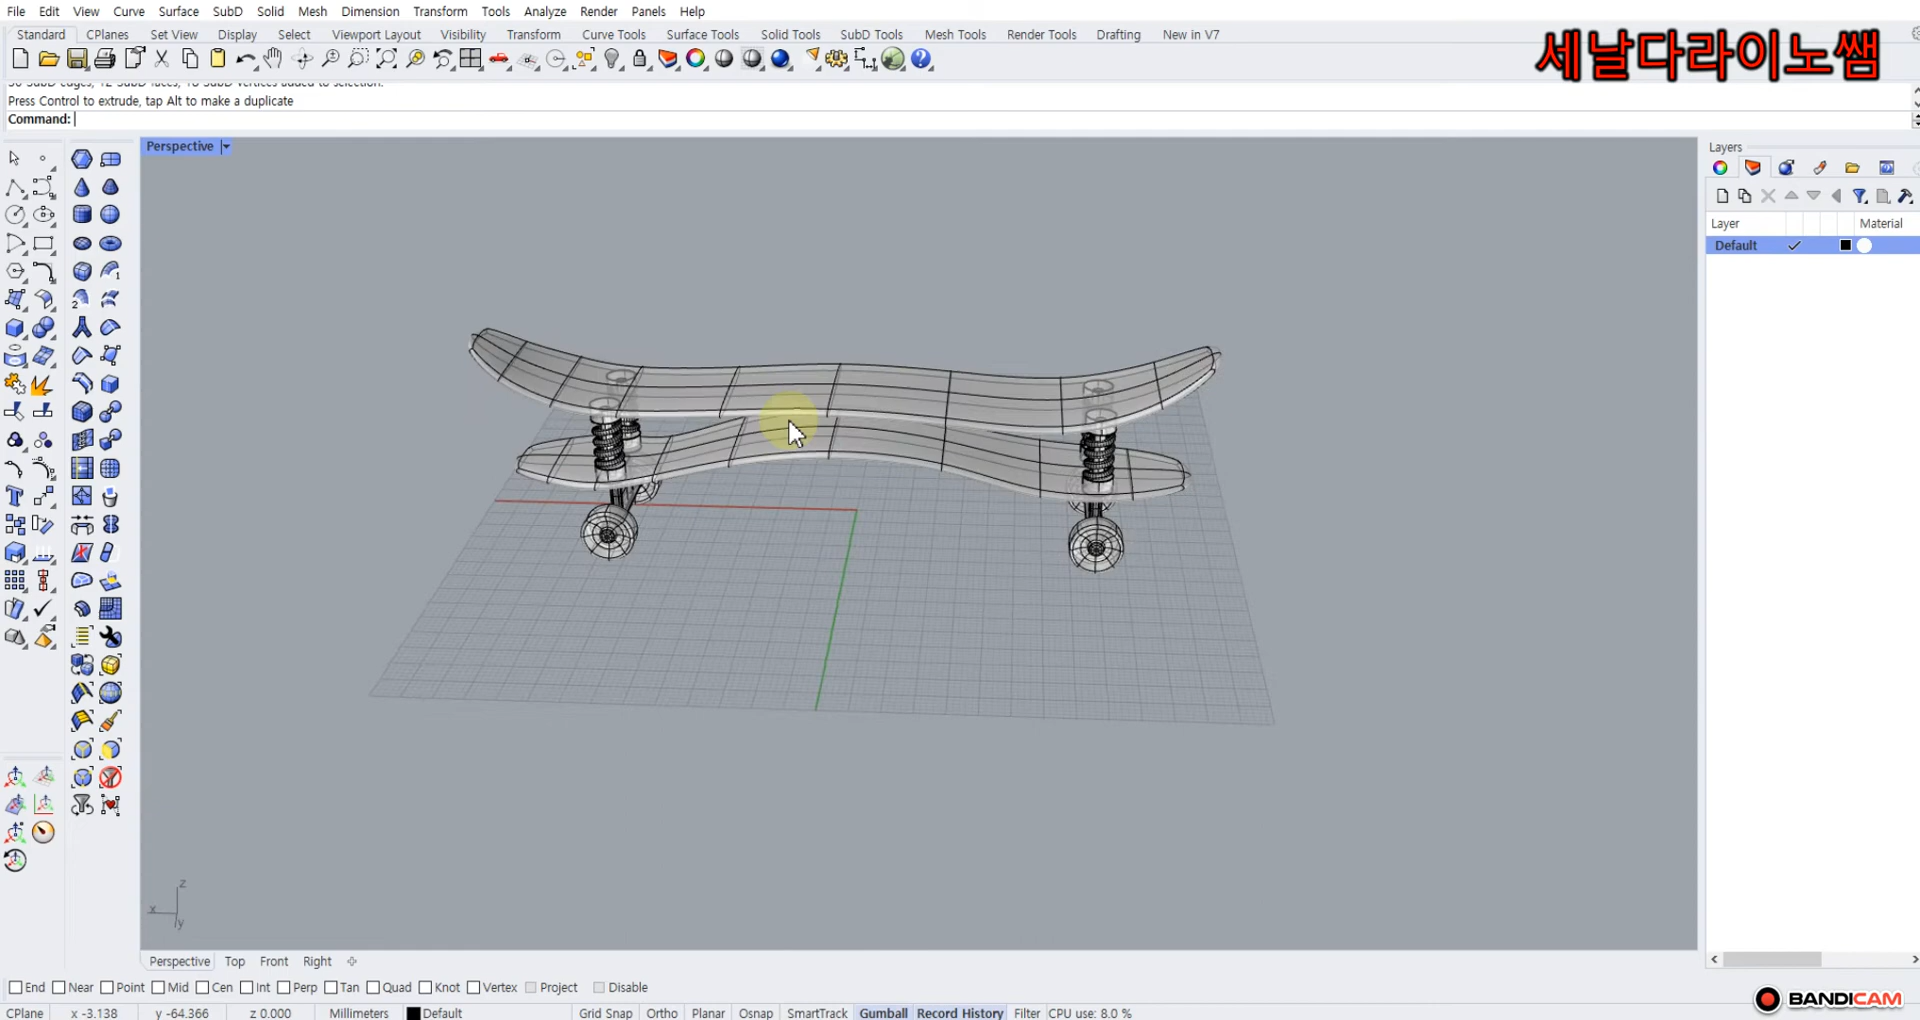 File Edit View Curve Surface SubD Solid Mesh Dimension Transform Tools Analyze Render Panels Help
Standard CPlanes Set View Display Select Viewport Layout Visibility Transform Curve Tools Surface Tools Solid Tools SubD Tools Mesh Tools Render Tools Drafting New in V7
세날다라이노쌤
Press Control to extrude, tap Alt to make a duplicate
Command:
Perspective
Layers
Layer Material
Default
z
x
y
Perspective Top Front Right
End Near Point Mid Cen Int Perp Tan Quad Knot Vertex Project Disable
BANDICAM
CPlane x -3.138 y -64.366 z 0.000 Millimeters Default Grid Snap Ortho Planar Osnap SmartTrack Gumball Record History Filter CPU use: 8.0 %